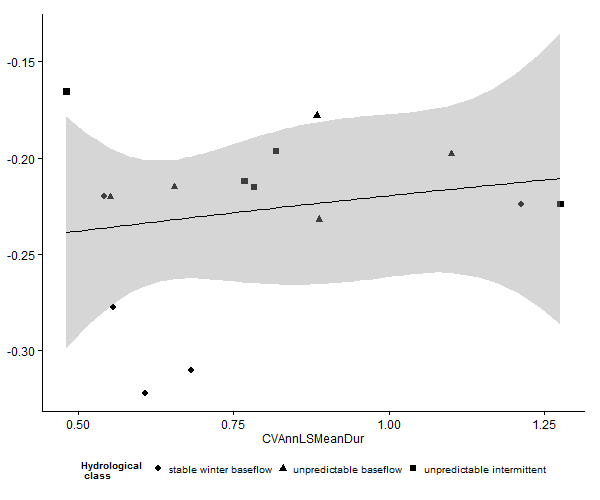 -0.15
-0.20
-0.25
-0.30
0.50 0.75 1.00 1.25
CVAnnLSMeanDur
Hydrological
class
stable winter baseflow unpredictable baseflow unpredictable intermittent